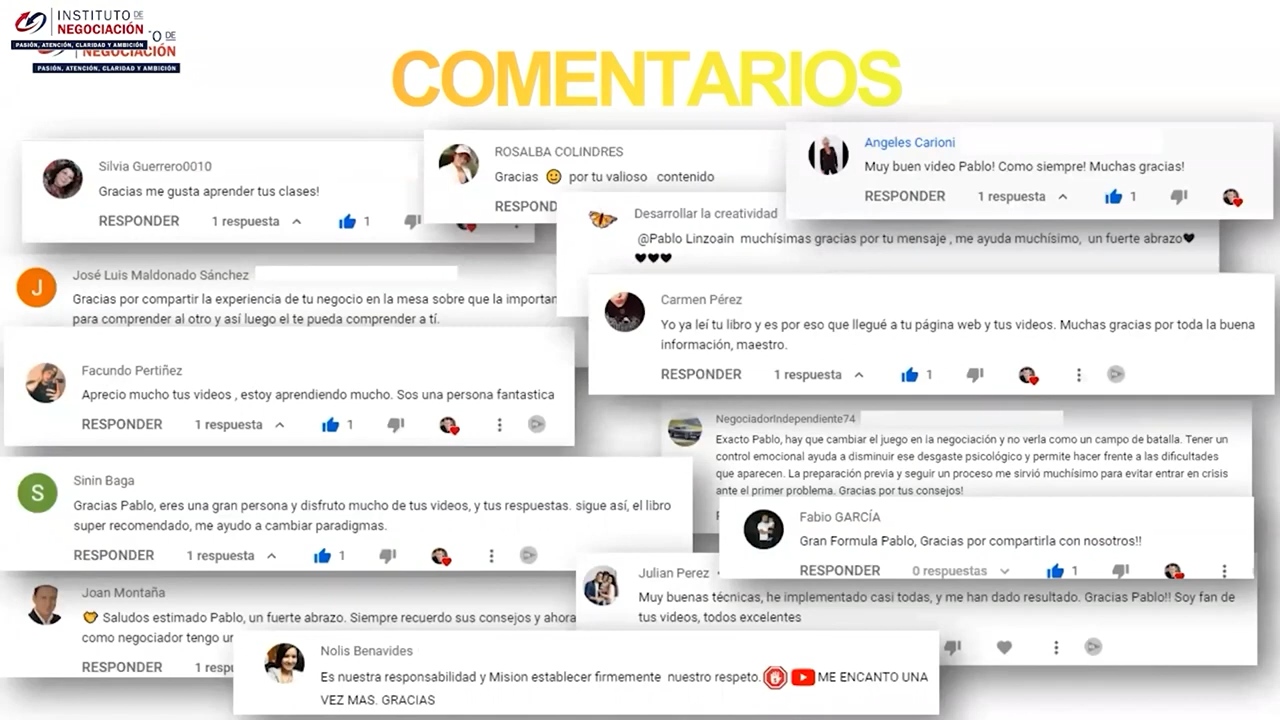 INSTITUTO DE
NEGOCIACIÓN
PASIÓN, ATENCIÓN, CLARIDAD Y AMBICIÓN
O DE
NEGOCIACIÓN
PASIÓN, ATENCIÓN, CLARIDAD Y AMBICIÓN
COMENTARIOS
Silvia Guerrero0010
Gracias me gusta aprender tus clases!
RESPONDER 1 respuesta 1
ROSALBA COLINDRES
Gracias 🙂 por tu valioso contenido
RESPOND
Angeles Carioni
Muy buen video Pablo! Como siempre! Muchas gracias!
RESPONDER 1 respuesta 1
Desarrollar la creatividad
@Pablo Linzoain muchísimas gracias por tu mensaje , me ayuda muchísimo, un fuerte abrazo🖤
🖤🖤🖤
J
José Luis Maldonado Sánchez
Gracias por compartir la experiencia de tu negocio en la mesa sobre que la importan
para comprender al otro y así luego el te pueda comprender a tí.
Carmen Pérez
Yo ya leí tu libro y es por eso que llegué a tu página web y tus videos. Muchas gracias por toda la buena
información, maestro.
RESPONDER 1 respuesta 1
Facundo Pertiñez
Aprecio mucho tus videos , estoy aprendiendo mucho. Sos una persona fantastica
RESPONDER 1 respuesta 1
NegociadorIndependiente74
Exacto Pablo, hay que cambiar el juego en la negociación y no verla como un campo de batalla. Tener un
control emocional ayuda a disminuir ese desgaste psicológico y permite hacer frente a las dificultades
que aparecen. La preparación previa y seguir un proceso me sirvió muchísimo para evitar entrar en crisis
ante el primer problema. Gracias por tus consejos!
S
Sinin Baga
Gracias Pablo, eres una gran persona y disfruto mucho de tus videos, y tus respuestas. sigue así, el libro
super recomendado, me ayudo a cambiar paradigmas.
RESPONDER 1 respuesta 1
Fabio GARCÍA
Gran Formula Pablo, Gracias por compartirla con nosotros!!
RESPONDER 0 respuestas 1
Julian Perez
Muy buenas técnicas, he implementado casi todas, y me han dado resultado. Gracias Pablo!! Soy fan de
tus videos, todos excelentes
Joan Montaña
Saludos estimado Pablo, un fuerte abrazo. Siempre recuerdo sus consejos y ahora
como negociador tengo ur
RESPONDER 1 resp
Nolis Benavides
Es nuestra responsabilidad y Mision establecer firmemente nuestro respeto. ME ENCANTO UNA
VEZ MAS. GRACIAS